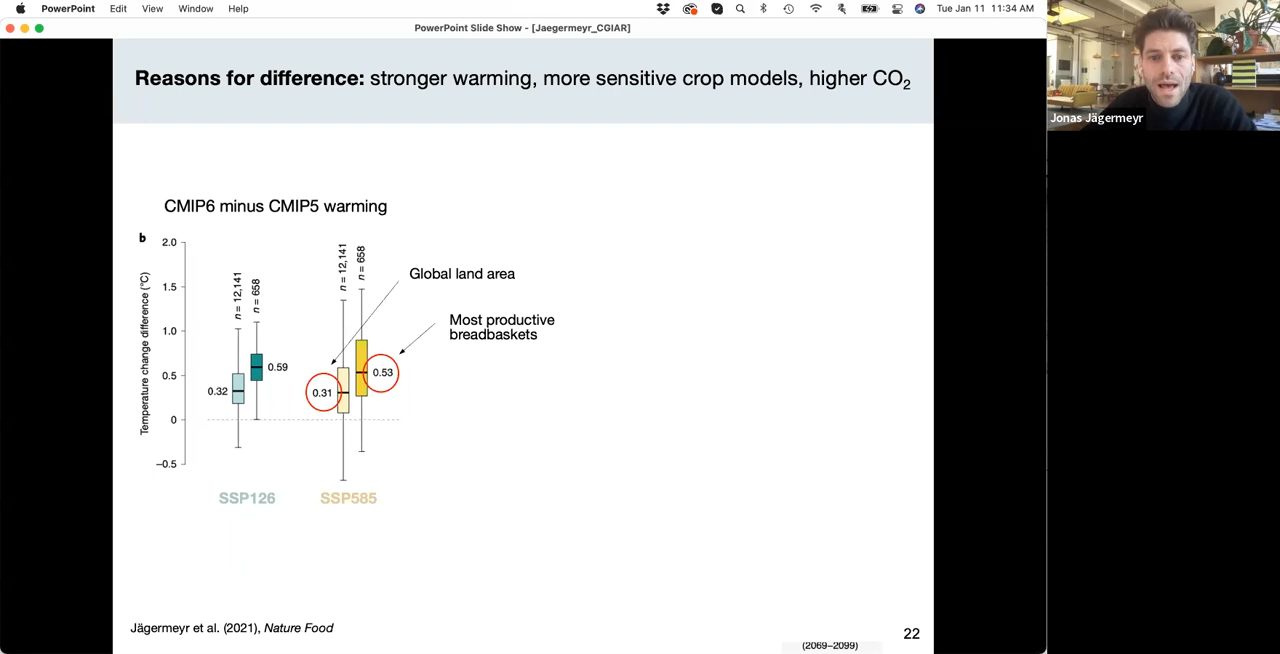 PowerPoint File Edit View Window Help Tue Jan 11 11:34 AM
PowerPoint Slide Show - [Jaegermeyr_CGIAR]
Reasons for difference: stronger warming, more sensitive crop models, higher CO₂
Jonas Jägermeyr
CMIP6 minus CMIP5 warming
b
Temperature change difference (°C)
2.0
1.5
1.0
0.5
0
–0.5
n = 12,141
n = 658
n = 12,141
n = 658
0.32
0.59
0.31
0.53
Global land area
Most productive
breadbaskets
SSP126
SSP585
Jägermeyr et al. (2021), Nature Food
22
(2069–2099)